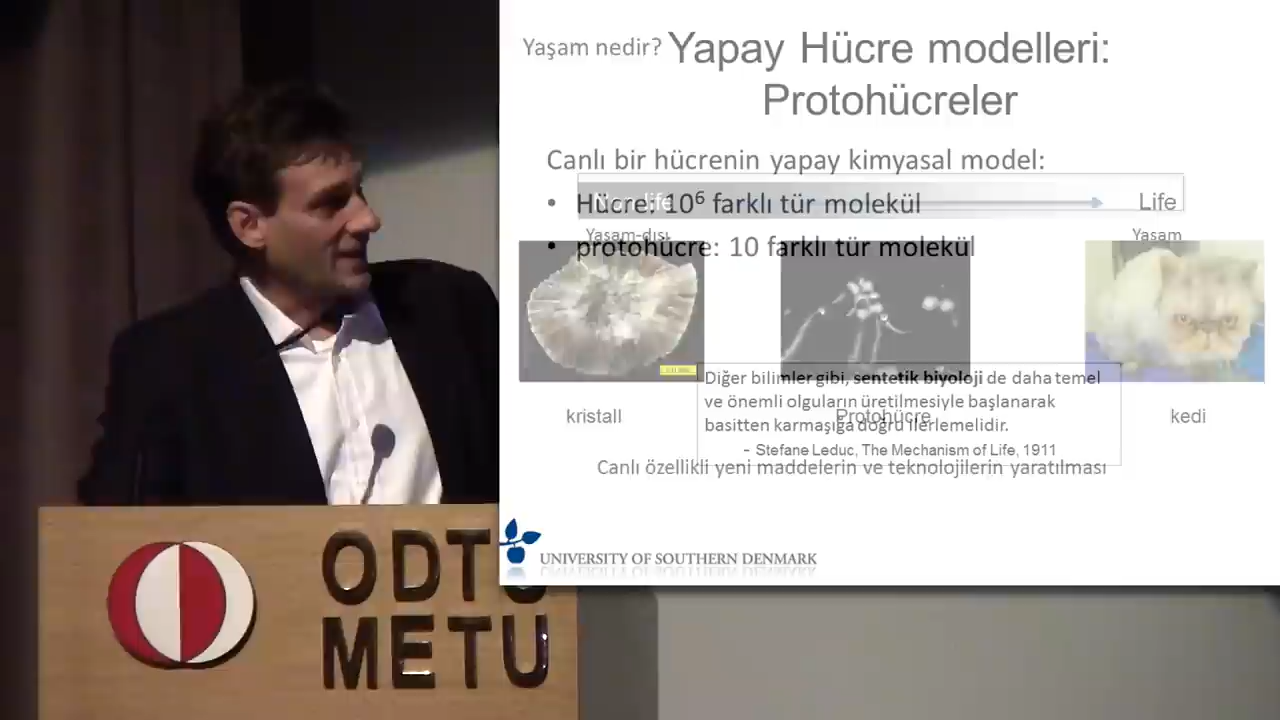 Yaşam nedir?
Yapay Hücre modelleri:
Protohücreler
Canlı bir hücrenin yapay kimyasal model:
Non-life
Life
• Hücre: 10⁶ farklı tür molekül
Yaşam-dışı
Yaşam
• protohücre: 10 farklı tür molekül
Diğer bilimler gibi, sentetik biyoloji de daha temel
ve önemli olguların üretilmesiyle başlanarak
basitten karmaşığa doğru ilerlemelidir.
- Stefane Leduc, The Mechanism of Life, 1911
kristall
Protohücre
kedi
Canlı özellikli yeni maddelerin ve teknolojilerin yaratılması
UNIVERSITY OF SOUTHERN DENMARK
ODTÜ
METU